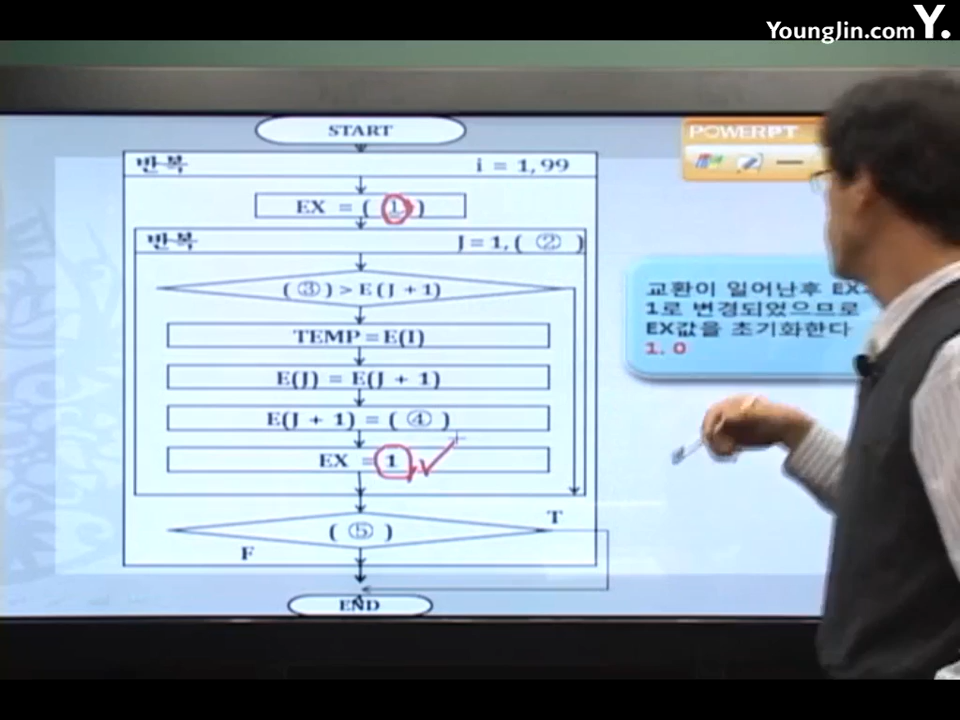 YoungJin.com Y.
START
POWERPT
반복 i = 1, 99
EX = ( ① )
반복 J = 1, ( ② )
( ③ ) > E ( J + 1)
교환이 일어난후 EX
1로 변경되었으므로
EX값을 초기화한다
1. 0
TEMP = E(I)
E(J) = E(J + 1)
E(J + 1) = ( ④ )
EX = 1
( ⑤ )
T
F
END